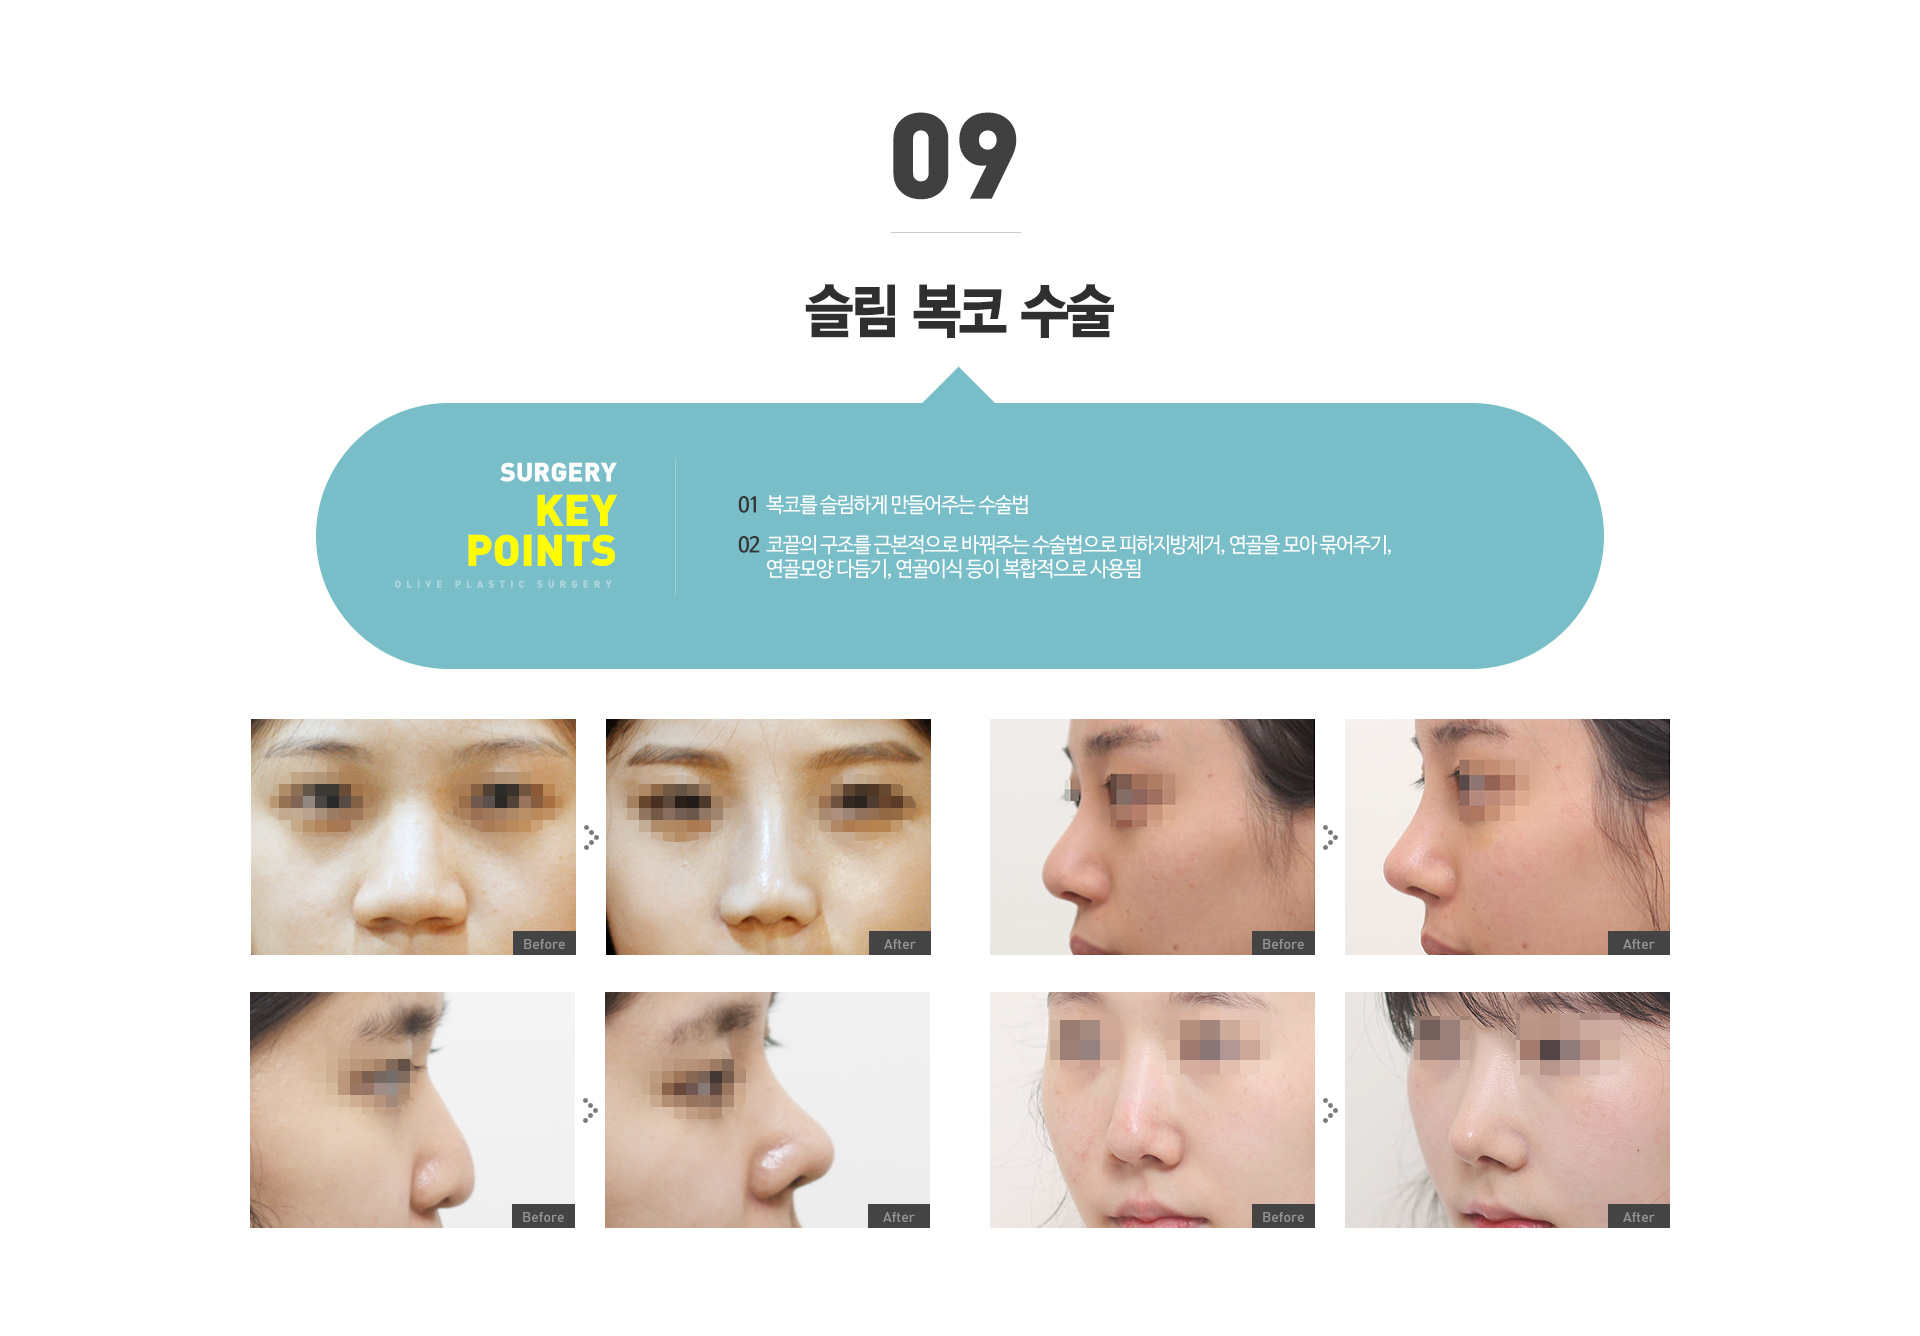 09
슬림 복코 수술
SURGERY
KEY
POINTS
OLIVE PLASTIC SURGERY
01 복코를 슬림하게 만들어주는 수술법
02 코끝의 구조를 근본적으로 바꿔주는 수술법으로 피하지방제거, 연골을 모아 묶어주기,
연골모양 다듬기, 연골이식 등이 복합적으로 사용됨
Before
After
Before
After
Before
After
Before
After